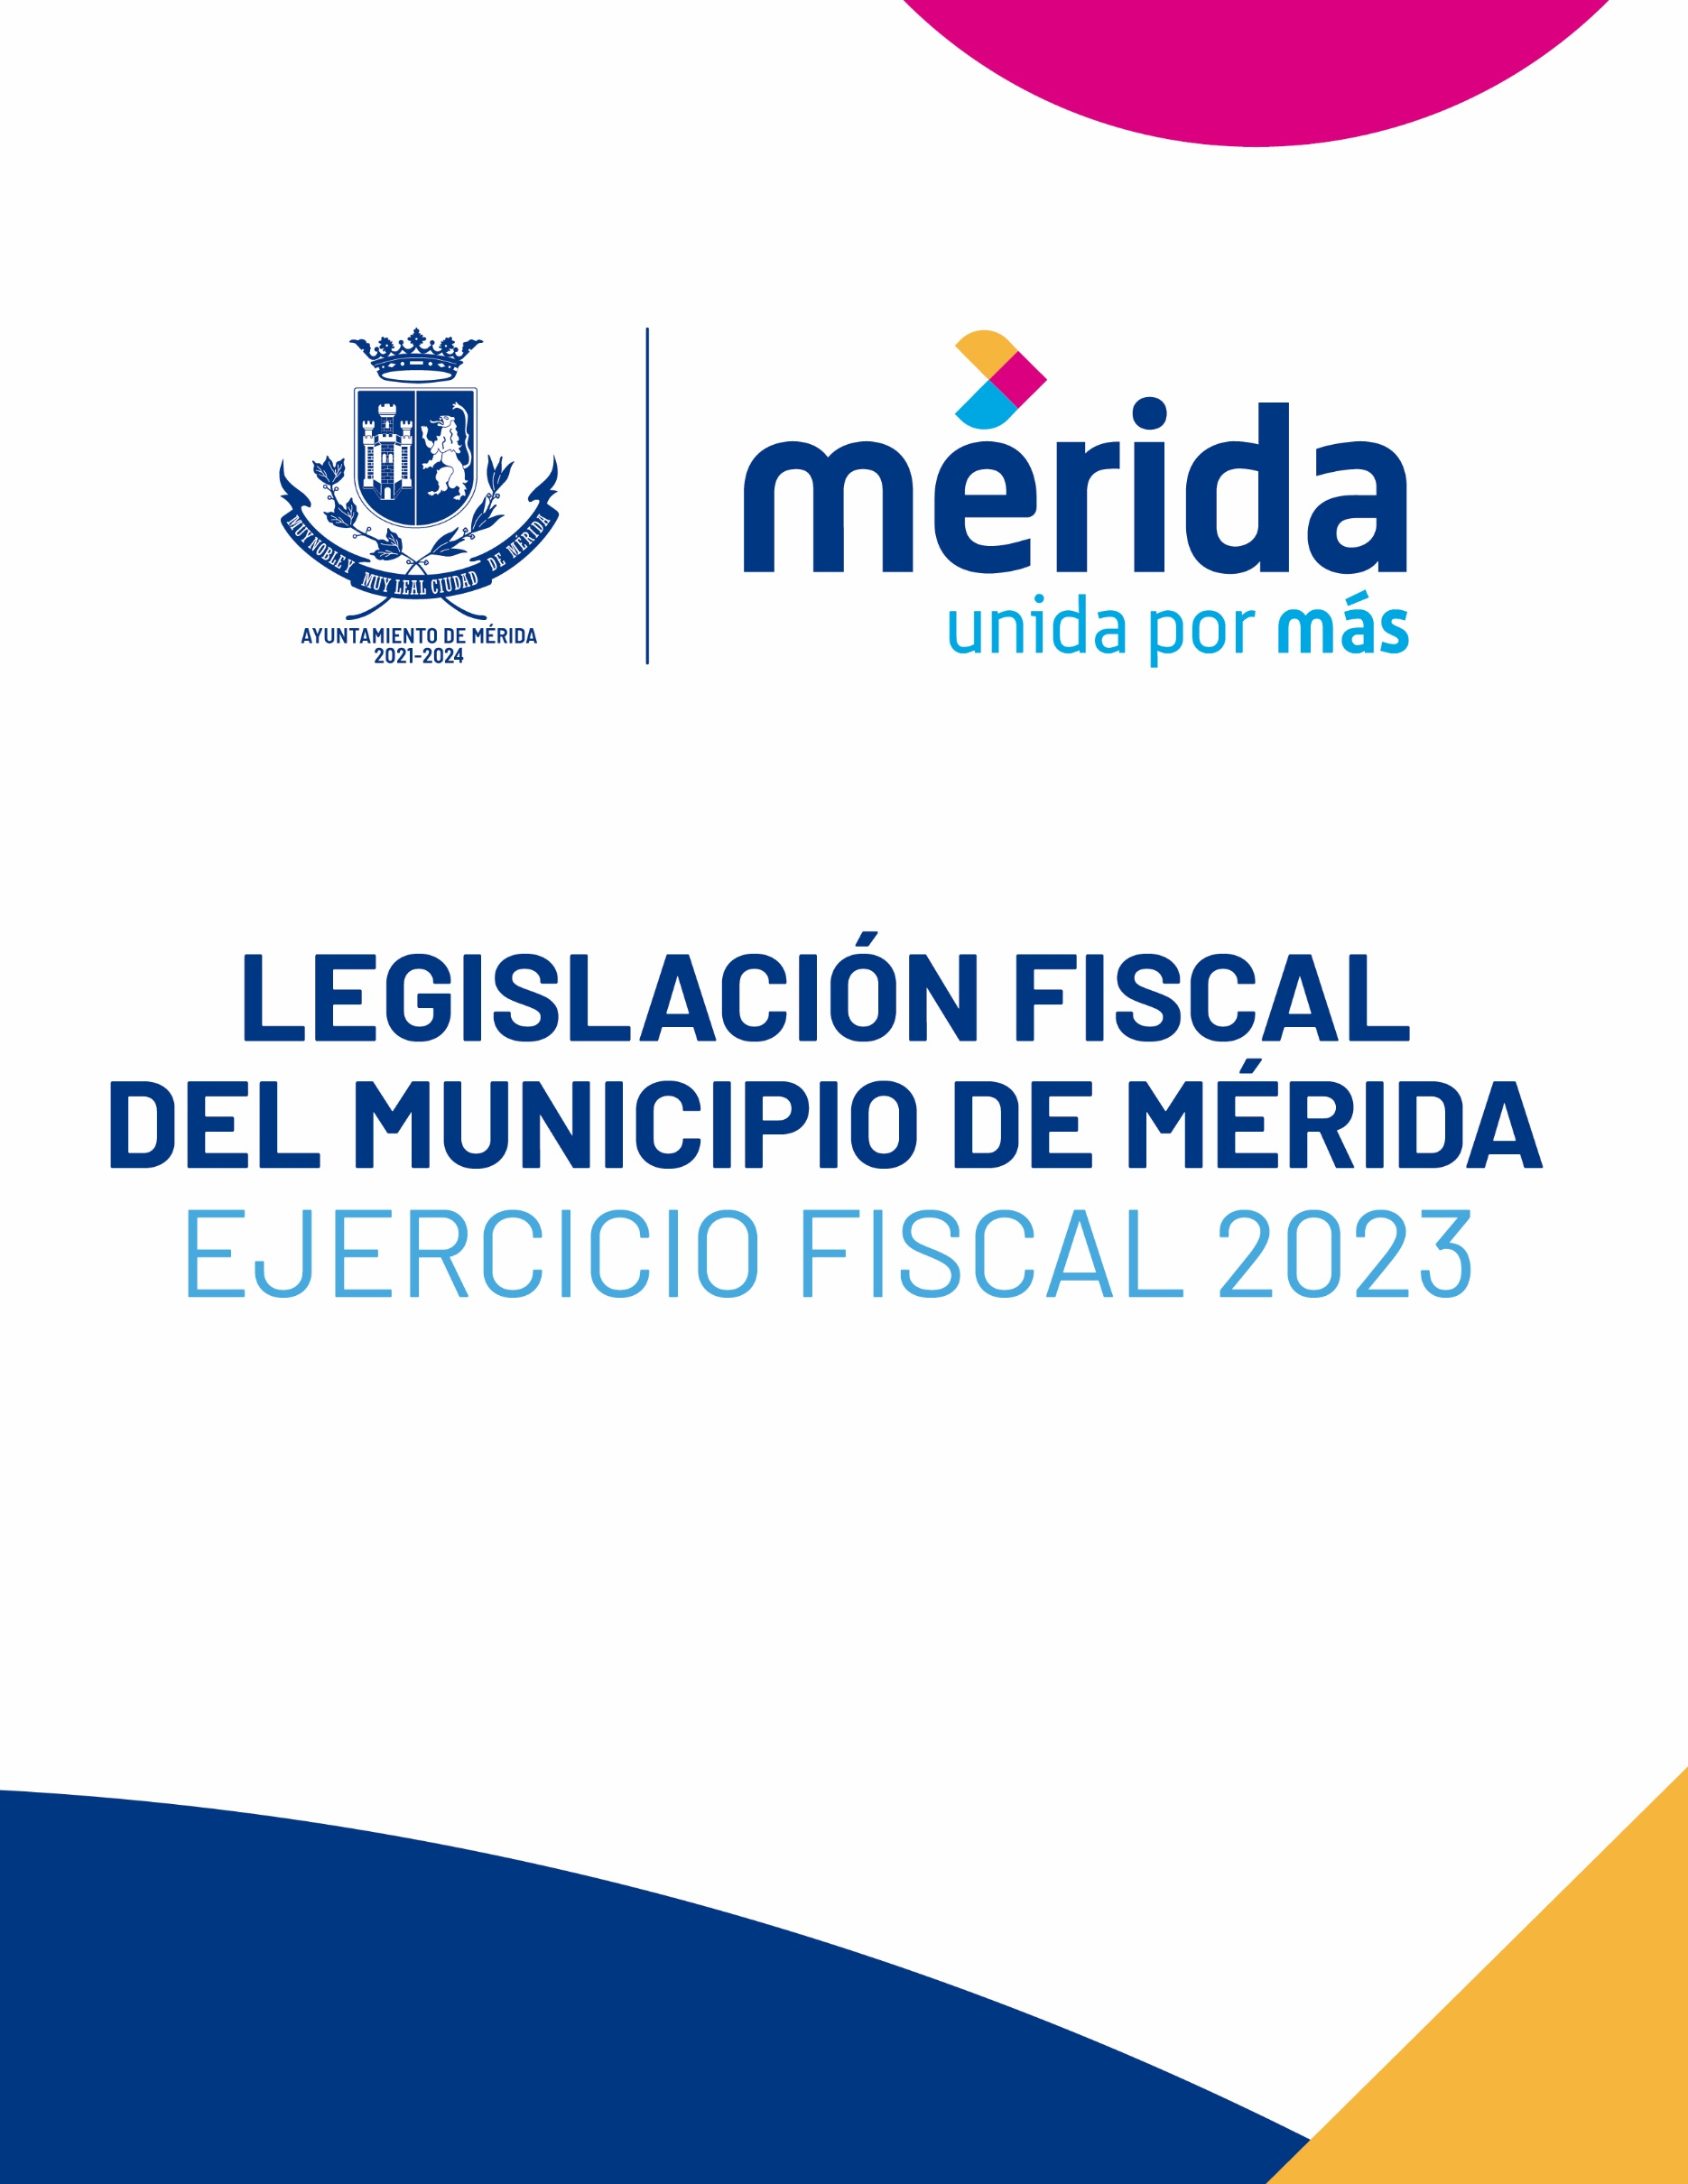 MUY NOBLE Y MUY LEAL CIUDAD DE MÉRIDA
AYUNTAMIENTO DE MÉRIDA
2021-2024
mérida
unida por más
LEGISLACIÓN FISCAL
DEL MUNICIPIO DE MÉRIDA
EJERCICIO FISCAL 2023